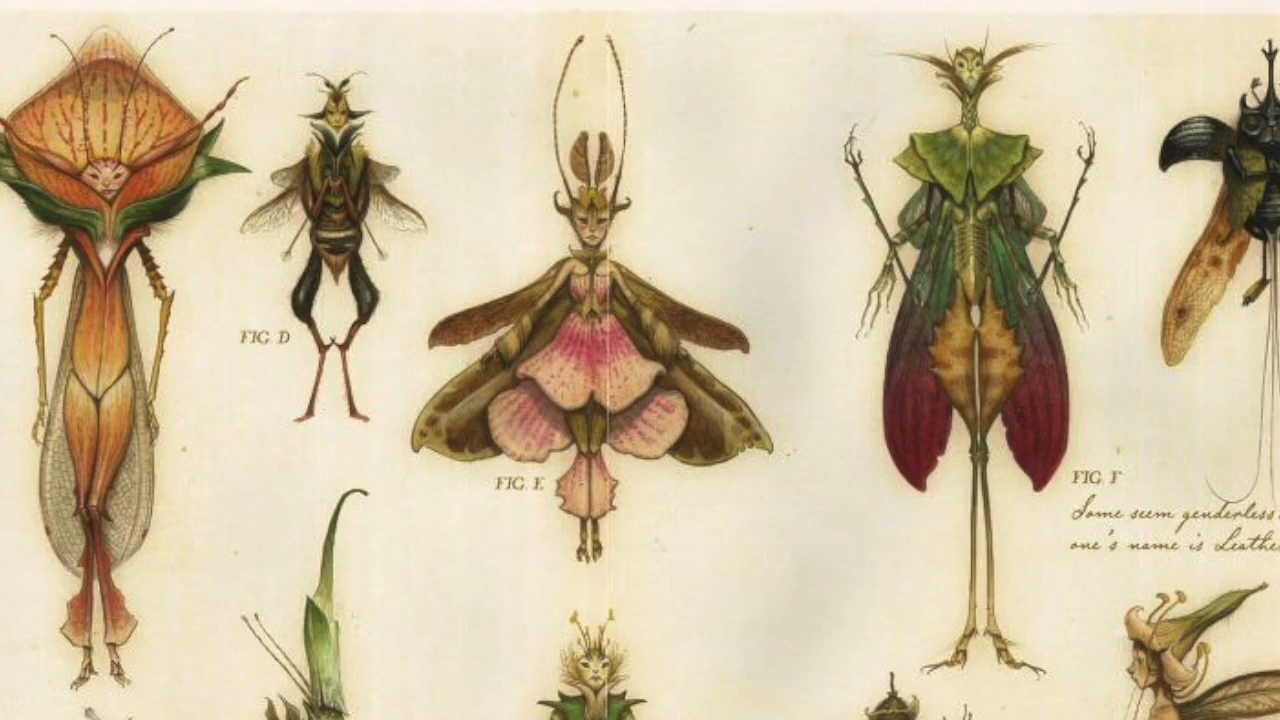 FIG D
FIG. E
FIG. F
Some seem genderless
one's name is